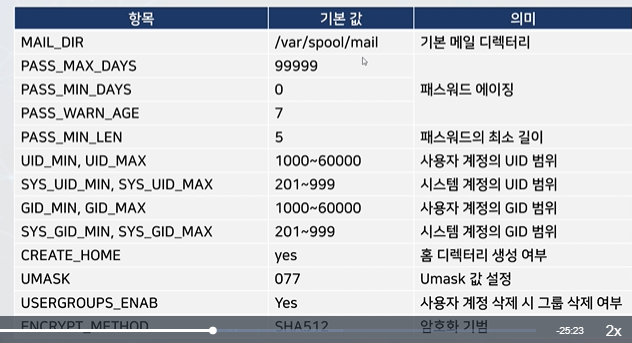 항목 기본 값 의미
MAIL_DIR /var/spool/mail 기본 메일 디렉터리
PASS_MAX_DAYS 99999
PASS_MIN_DAYS 0 패스워드 에이징
PASS_WARN_AGE 7
PASS_MIN_LEN 5 패스워드의 최소 길이
UID_MIN, UID_MAX 1000~60000 사용자 계정의 UID 범위
SYS_UID_MIN, SYS_UID_MAX 201~999 시스템 계정의 UID 범위
GID_MIN, GID_MAX 1000~60000 사용자 계정의 GID 범위
SYS_GID_MIN, SYS_GID_MAX 201~999 시스템 계정의 GID 범위
CREATE_HOME yes 홈 디렉터리 생성 여부
UMASK 077 Umask 값 설정
USERGROUPS_ENAB Yes 사용자 계정 삭제 시 그룹 삭제 여부
ENCRYPT_METHOD SHA512 암호화 기법
-25:23 2x